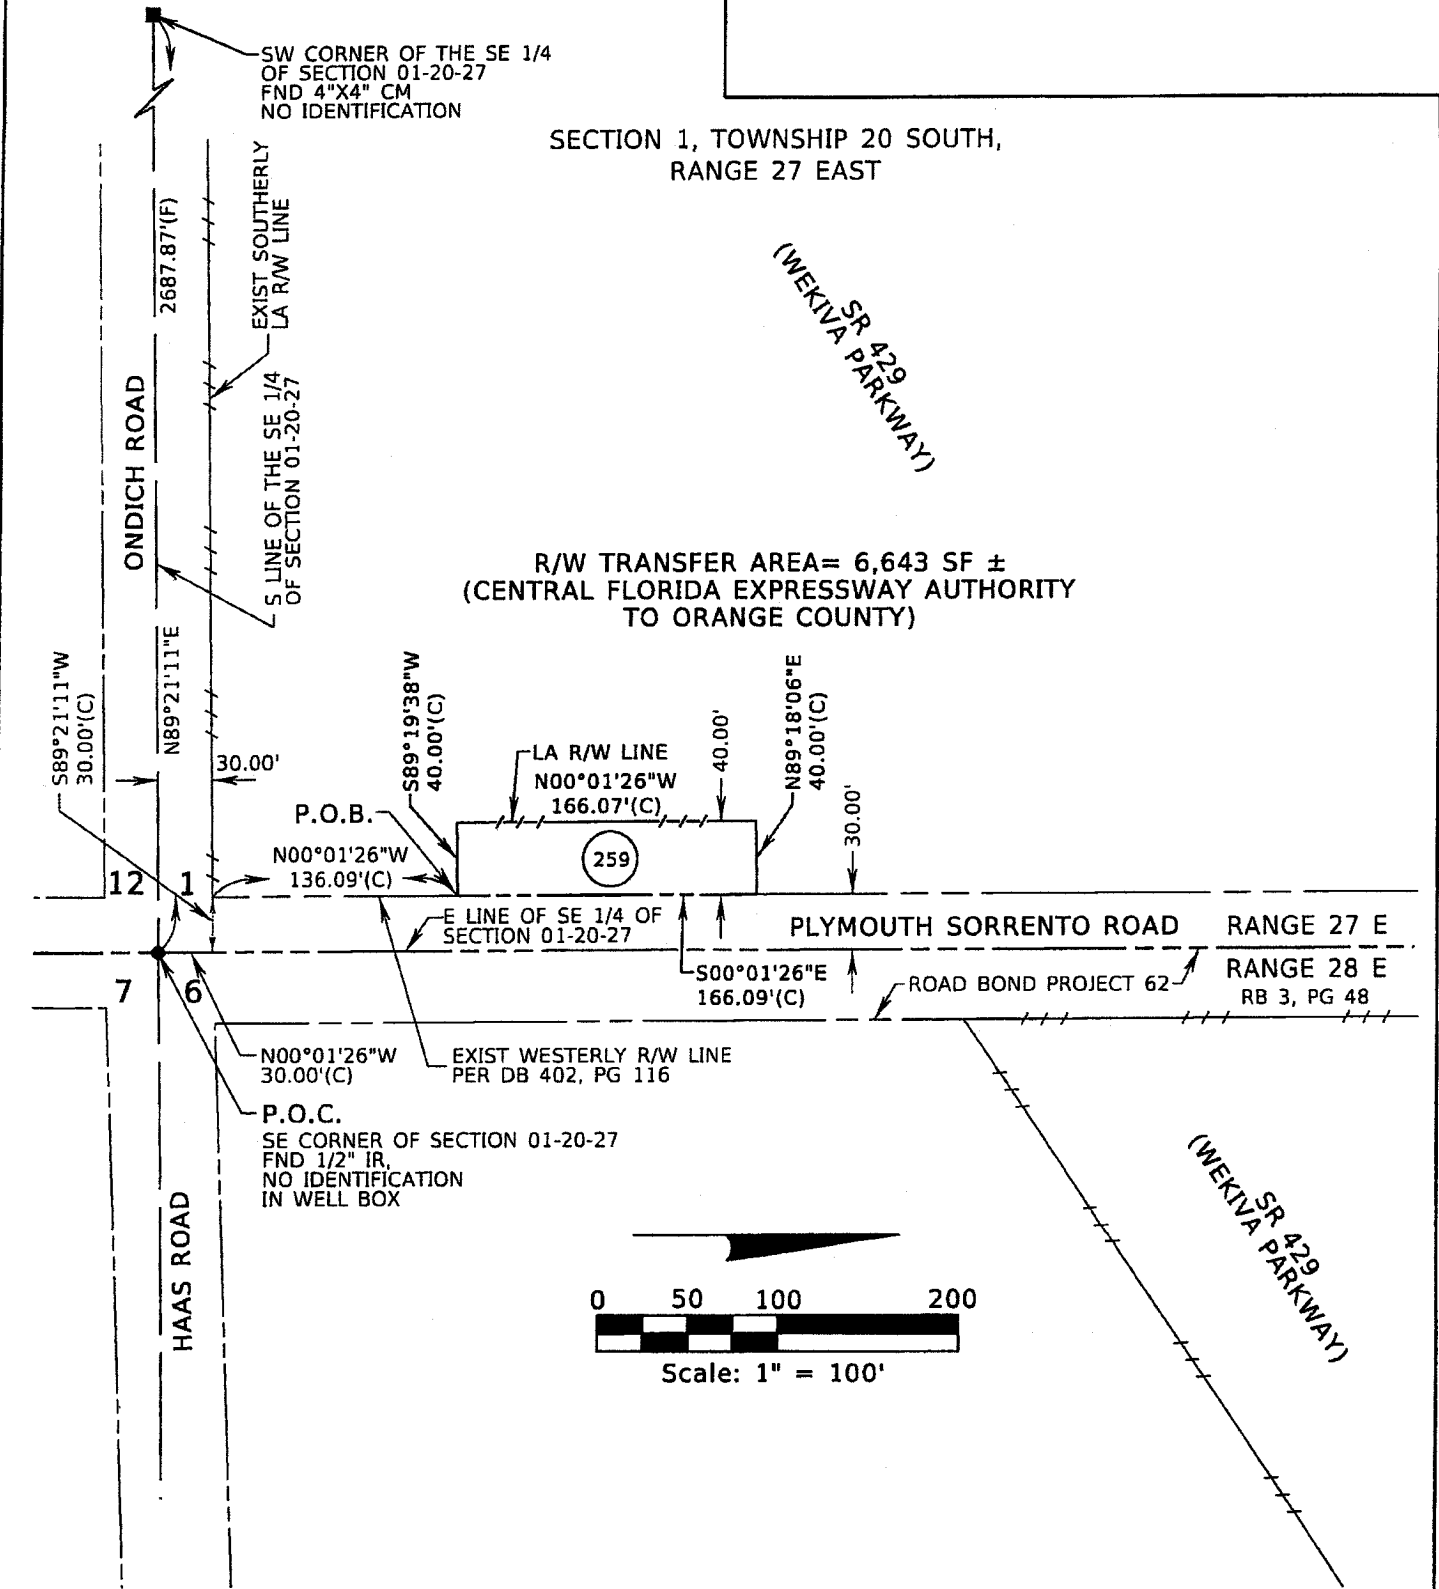 SW CORNER OF THE SE 1/4
OF SECTION 01-20-27
FND 4"X4" CM
NO IDENTIFICATION
SECTION 1, TOWNSHIP 20 SOUTH,
RANGE 27 EAST
2687.87'(F)
EXIST SOUTHERLY
LA R/W LINE
SR 429
(WEKIVA PARKWAY)
ONDICH ROAD
S LINE OF THE SE 1/4
OF SECTION 01-20-27
R/W TRANSFER AREA= 6,643 SF ±
(CENTRAL FLORIDA EXPRESSWAY AUTHORITY
TO ORANGE COUNTY)
S89°21'11"W
30.00'(C)
N89°21'11"E
30.00'
S89°19'38"W
40.00'(C)
LA R/W LINE
N00°01'26"W
166.07'(C)
40.00'
N89°18'06"E
40.00'(C)
30.00'
P.O.B.
259
N00°01'26"W
136.09'(C)
12
1
E LINE OF SE 1/4 OF
SECTION 01-20-27
PLYMOUTH SORRENTO ROAD
RANGE 27 E
7
6
S00°01'26"E
166.09'(C)
ROAD BOND PROJECT 62
RANGE 28 E
RB 3, PG 48
N00°01'26"W
30.00'(C)
EXIST WESTERLY R/W LINE
PER DB 402, PG 116
P.O.C.
SE CORNER OF SECTION 01-20-27
FND 1/2" IR,
NO IDENTIFICATION
IN WELL BOX
HAAS ROAD
SR 429
(WEKIVA PARKWAY)
0 50 100 200
Scale: 1" = 100'